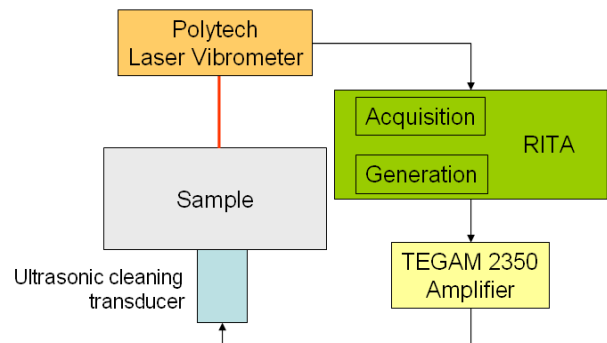 Polytech
Laser Vibrometer
Acquisition
RITA
Generation
Sample
Ultrasonic cleaning
transducer
TEGAM 2350
Amplifier